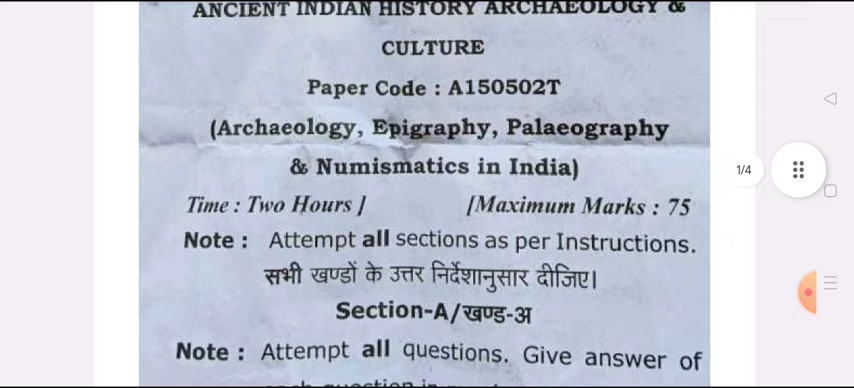 ANCIENT INDIAN HISTORY ARCHAEOLOGY &
CULTURE
Paper Code : A150502T
(Archaeology, Epigraphy, Palaeography
& Numismatics in India)
Time : Two Hours ]	[Maximum Marks : 75
Note : Attempt all sections as per Instructions.
सभी खण्डों के उत्तर निर्देशानुसार दीजिए।
Section-A/खण्ड-अ
Note : Attempt all questions. Give answer of
1/4